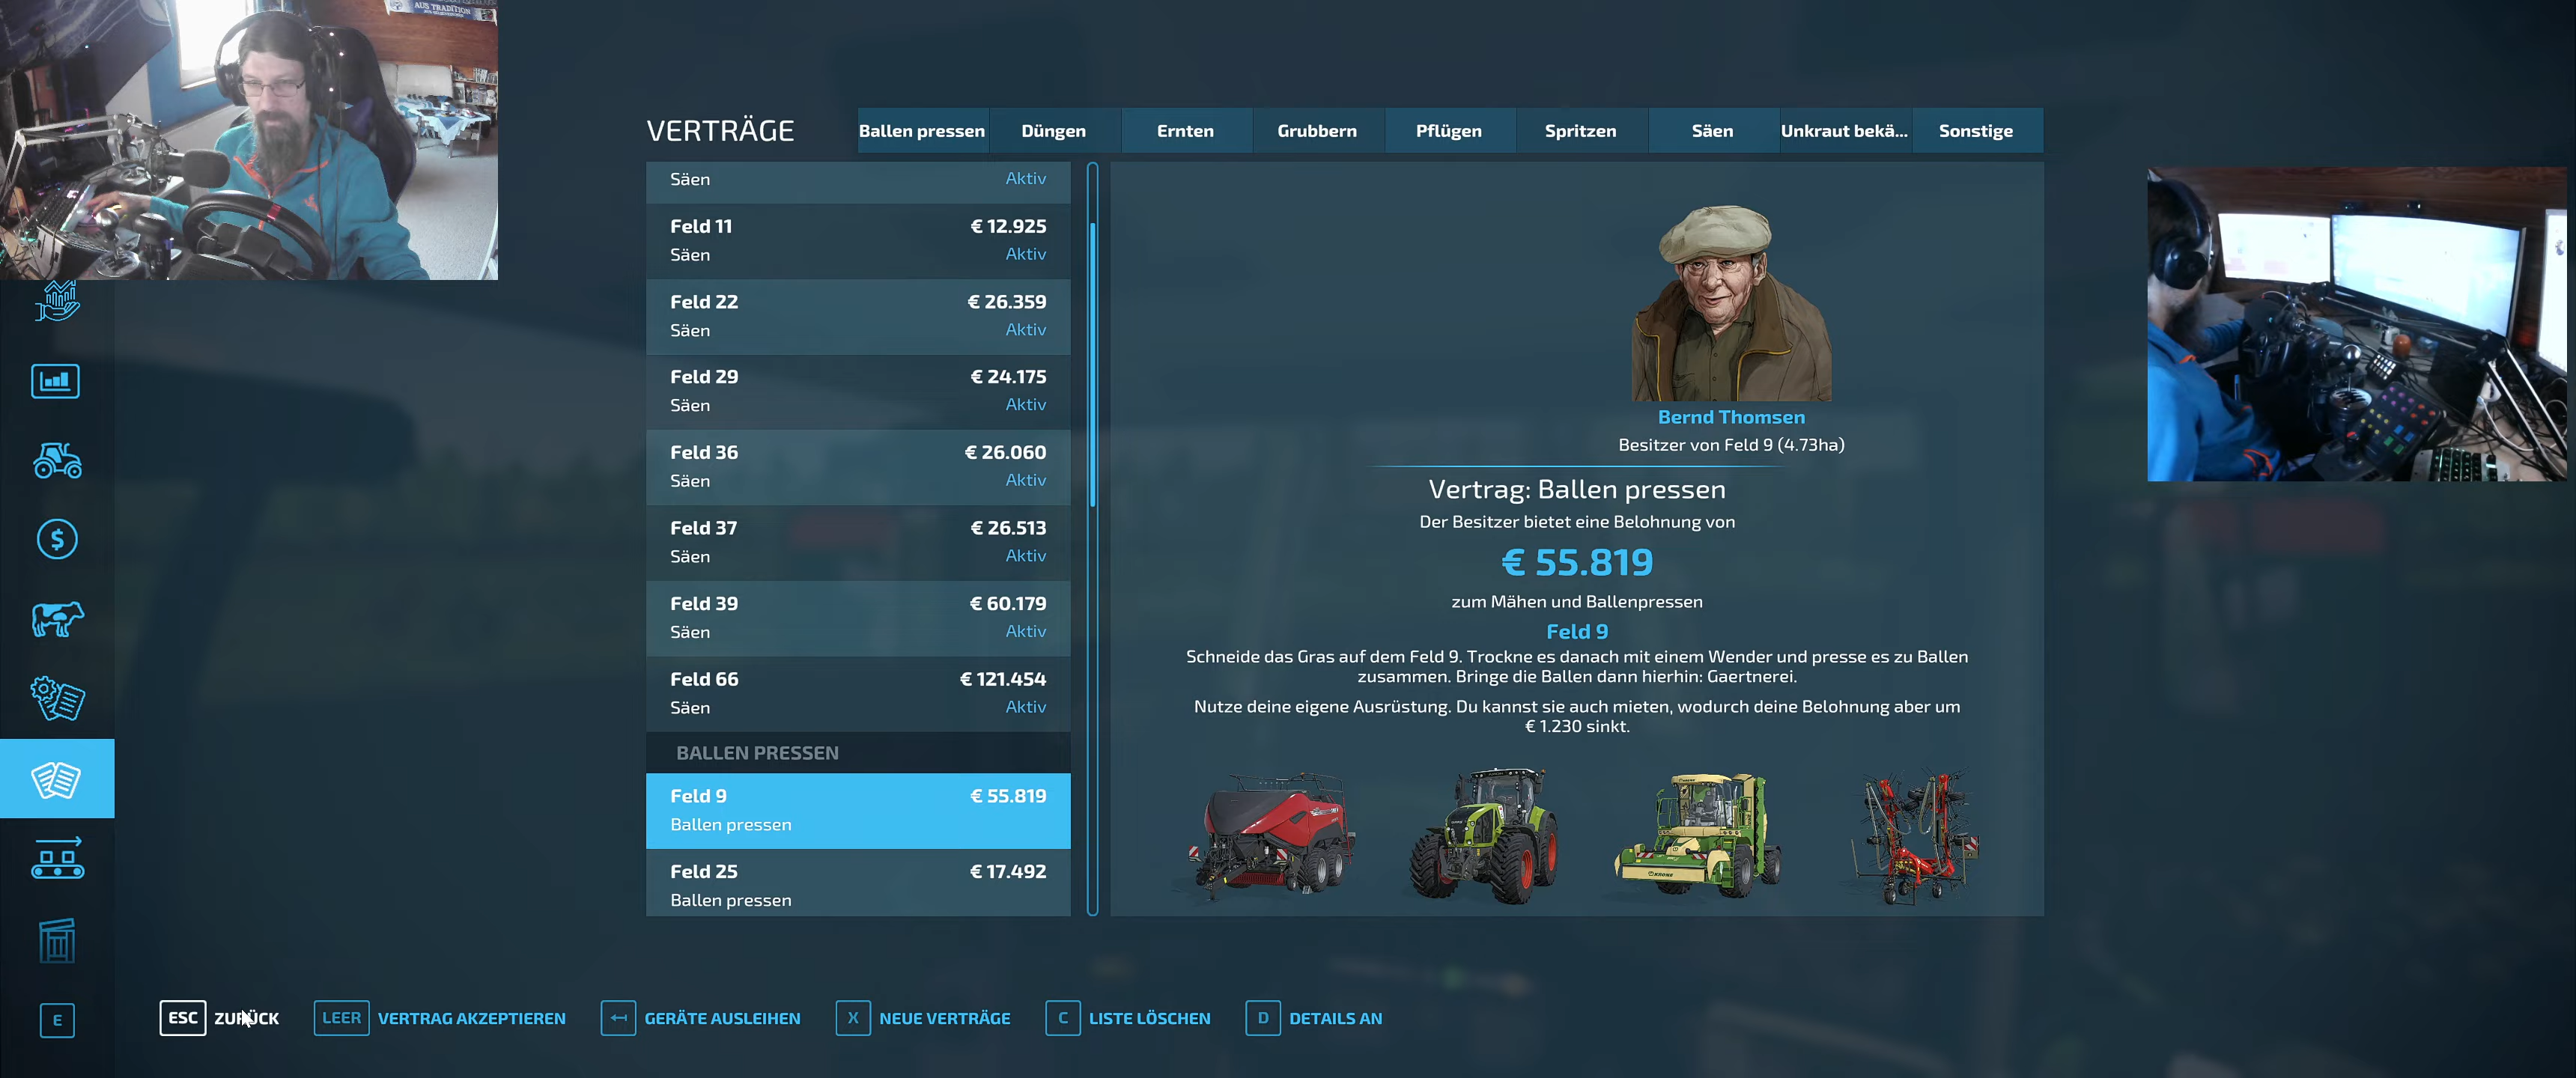 AUS TRADITION
VERTRÄGE
Ballen pressen
Düngen
Ernten
Grubbern
Pflügen
Spritzen
Säen
Unkraut bekä...
Sonstige
Säen Aktiv
Feld 11 € 12.925
Säen Aktiv
Feld 22 € 26.359
Säen Aktiv
Feld 29 € 24.175
Säen Aktiv
Feld 36 € 26.060
Säen Aktiv
Feld 37 € 26.513
Säen Aktiv
Feld 39 € 60.179
Säen Aktiv
Feld 66 € 121.454
Säen Aktiv
BALLEN PRESSEN
Feld 9 € 55.819
Ballen pressen
Feld 25 € 17.492
Ballen pressen
Bernd Thomsen
Besitzer von Feld 9 (4.73ha)
Vertrag: Ballen pressen
Der Besitzer bietet eine Belohnung von
€ 55.819
zum Mähen und Ballenpressen
Feld 9
Schneide das Gras auf dem Feld 9. Trockne es danach mit einem Wender und presse es zu Ballen
zusammen. Bringe die Ballen dann hierhin: Gaertnerei.
Nutze deine eigene Ausrüstung. Du kannst sie auch mieten, wodurch deine Belohnung aber um
€ 1.230 sinkt.
KRONE
E
ESC ZURÜCK
LEER VERTRAG AKZEPTIEREN
GERÄTE AUSLEIHEN
X NEUE VERTRÄGE
C LISTE LÖSCHEN
D DETAILS AN